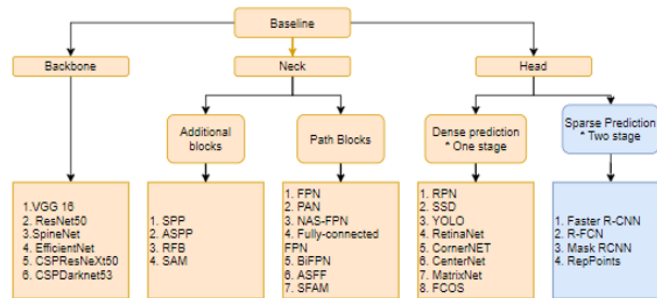 Baseline
Backbone
Neck
Head
Additional
blocks
Path Blocks
Dense prediction
* One stage
Sparse Prediction
* Two stage
1.VGG 16
2. ResNet50
3.SpineNet
4. EfficientNet
5. CSPResNeXt50
6. CSPDarknet53
1. SPP
2. ASPP
3. RFB
4. SAM
1. FPN
2. PAN
3. NAS-FPN
4. Fully-connected
FPN
5. BiFPN
6. ASFF
7. SFAM
1. RPN
2. SSD
3. YOLO
4. RetinaNet
5. CornerNET
6. CenterNet
7. MatrixNet
8. FCOS
1. Faster R-CNN
2. R-FCN
3. Mask RCNN
4. RepPoints